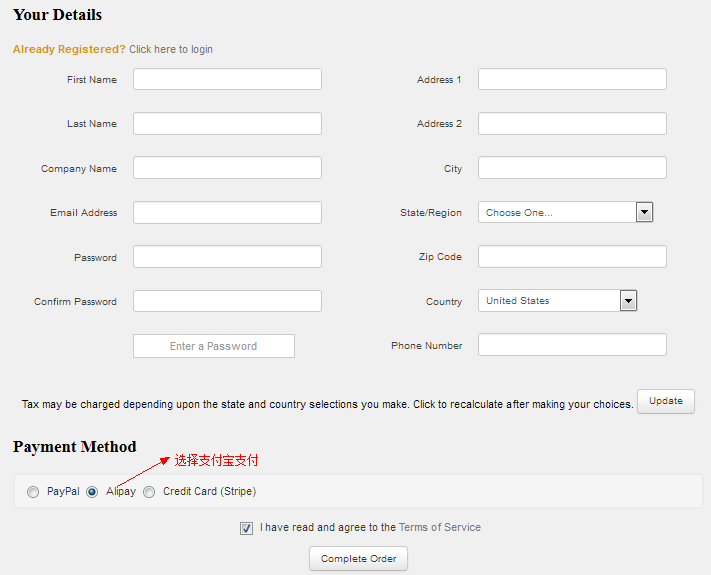 Your Details
Already Registered? Click here to login
First Name
Address 1
Last Name
Address 2
Company Name
City
Email Address
State/Region
Choose One...
Password
Zip Code
Confirm Password
Country
United States
Enter a Password
Phone Number
Tax may be charged depending upon the state and country selections you make. Click to recalculate after making your choices.
Update
Payment Method
选择支付宝支付
PayPal
Alipay
Credit Card (Stripe)
I have read and agree to the Terms of Service
Complete Order